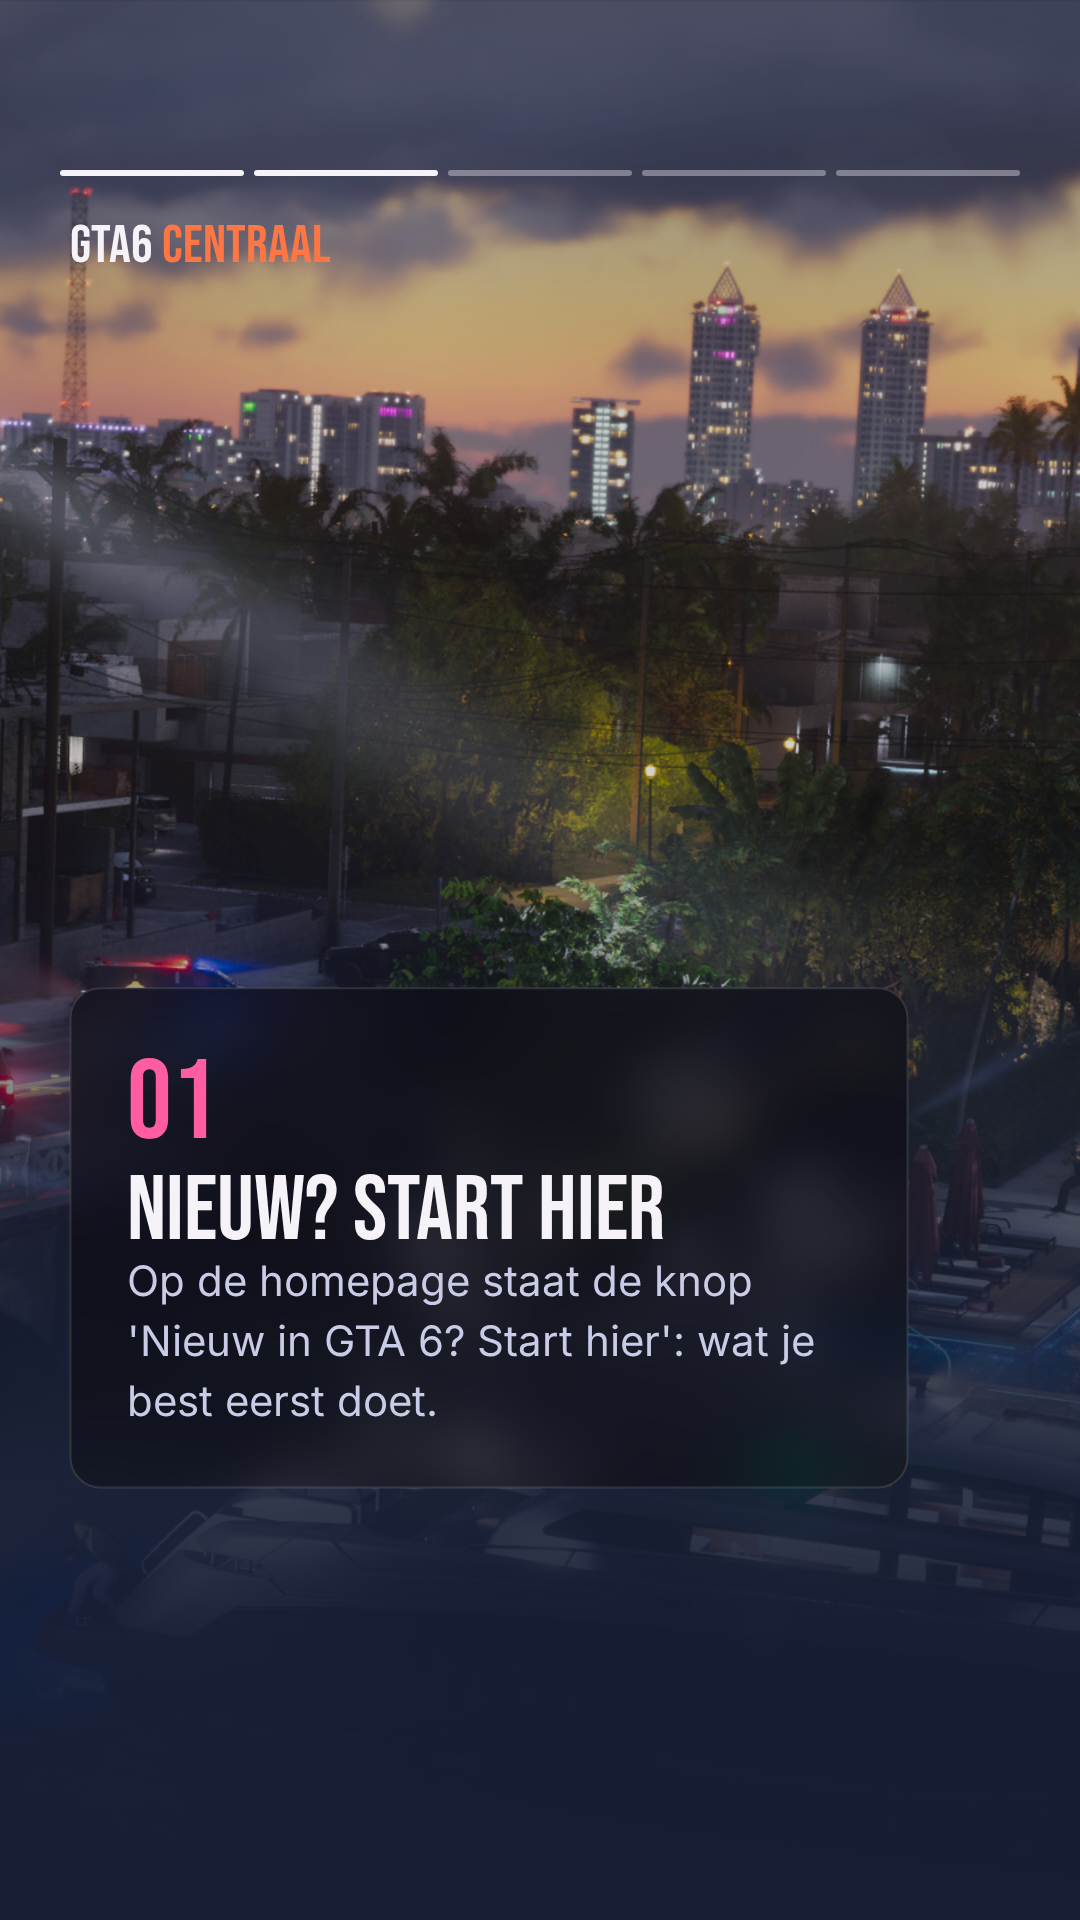 GTA6 CENTRAAL
01
NIEUW? START HIER
Op de homepage staat de knop
'Nieuw in GTA 6? Start hier': wat je
best eerst doet.